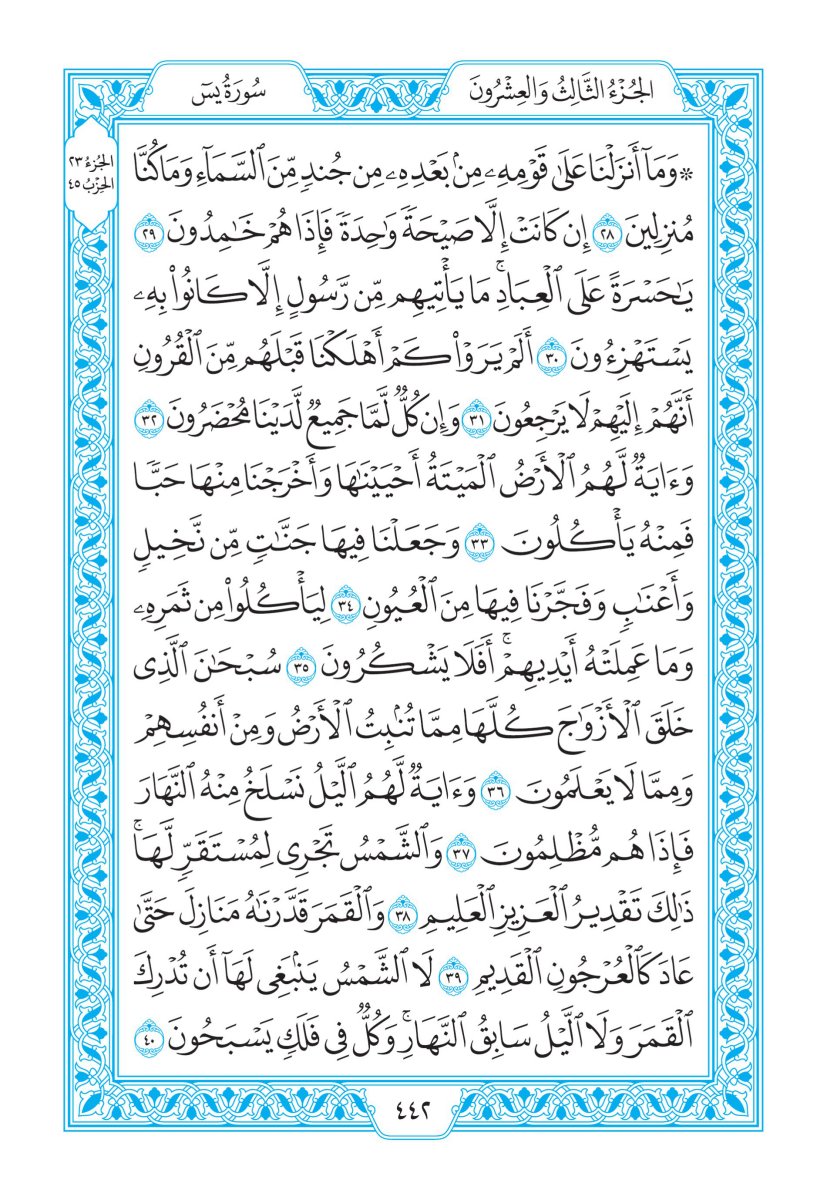 الجُزْءُ الثَّالِثُ وَالعِشْرُونَ
سُورَةُ يسٓ
الجزء ٢٣
الحزب ٤٥
۞ وَمَآ أَنزَلْنَا عَلَىٰ قَوْمِهِۦ مِنۢ بَعْدِهِۦ مِن جُندٍ مِّنَ ٱلسَّمَآءِ وَمَا كُنَّا
مُنزِلِينَ ٢٨ إِن كَانَتْ إِلَّا صَيْحَةً وَٰحِدَةً فَإِذَا هُمْ خَٰمِدُونَ ٢٩
يَٰحَسْرَةً عَلَى ٱلْعِبَادِۚ مَا يَأْتِيهِم مِّن رَّسُولٍ إِلَّا كَانُوا۟ بِهِۦ
يَسْتَهْزِءُونَ ٣٠ أَلَمْ يَرَوْا۟ كَمْ أَهْلَكْنَا قَبْلَهُم مِّنَ ٱلْقُرُونِ
أَنَّهُمْ إِلَيْهِمْ لَا يَرْجِعُونَ ٣١ وَإِن كُلٌّ لَّمَّا جَمِيعٌ لَّدَيْنَا مُحْضَرُونَ ٣٢
وَءَايَةٌ لَّهُمُ ٱلْأَرْضُ ٱلْمَيْتَةُ أَحْيَيْنَٰهَا وَأَخْرَجْنَا مِنْهَا حَبًّا
فَمِنْهُ يَأْكُلُونَ ٣٣ وَجَعَلْنَا فِيهَا جَنَّٰتٍ مِّن نَّخِيلٍ
وَأَعْنَٰبٍ وَفَجَّرْنَا فِيهَا مِنَ ٱلْعُيُونِ ٣٤ لِيَأْكُلُوا۟ مِن ثَمَرِهِۦ
وَمَا عَمِلَتْهُ أَيْدِيهِمْۚ أَفَلَا يَشْكُرُونَ ٣٥ سُبْحَٰنَ ٱلَّذِى
خَلَقَ ٱلْأَزْوَٰجَ كُلَّهَا مِمَّا تُنۢبِتُ ٱلْأَرْضُ وَمِنْ أَنفُسِهِمْ
وَمِمَّا لَا يَعْلَمُونَ ٣٦ وَءَايَةٌ لَّهُمُ ٱلَّيْلُ نَسْلَخُ مِنْهُ ٱلنَّهَارَ
فَإِذَا هُم مُّظْلِمُونَ ٣٧ وَٱلشَّمْسُ تَجْرِى لِمُسْتَقَرٍّ لَّهَاۚ
ذَٰلِكَ تَقْدِيرُ ٱلْعَزِيزِ ٱلْعَلِيمِ ٣٨ وَٱلْقَمَرَ قَدَّرْنَٰهُ مَنَازِلَ حَتَّىٰ
عَادَ كَٱلْعُرْجُونِ ٱلْقَدِيمِ ٣٩ لَا ٱلشَّمْسُ يَنۢبَغِى لَهَآ أَن تُدْرِكَ
ٱلْقَمَرَ وَلَا ٱلَّيْلُ سَابِقُ ٱلنَّهَارِۚ وَكُلٌّ فِى فَلَكٍ يَسْبَحُونَ ٤٠
٤٤٢